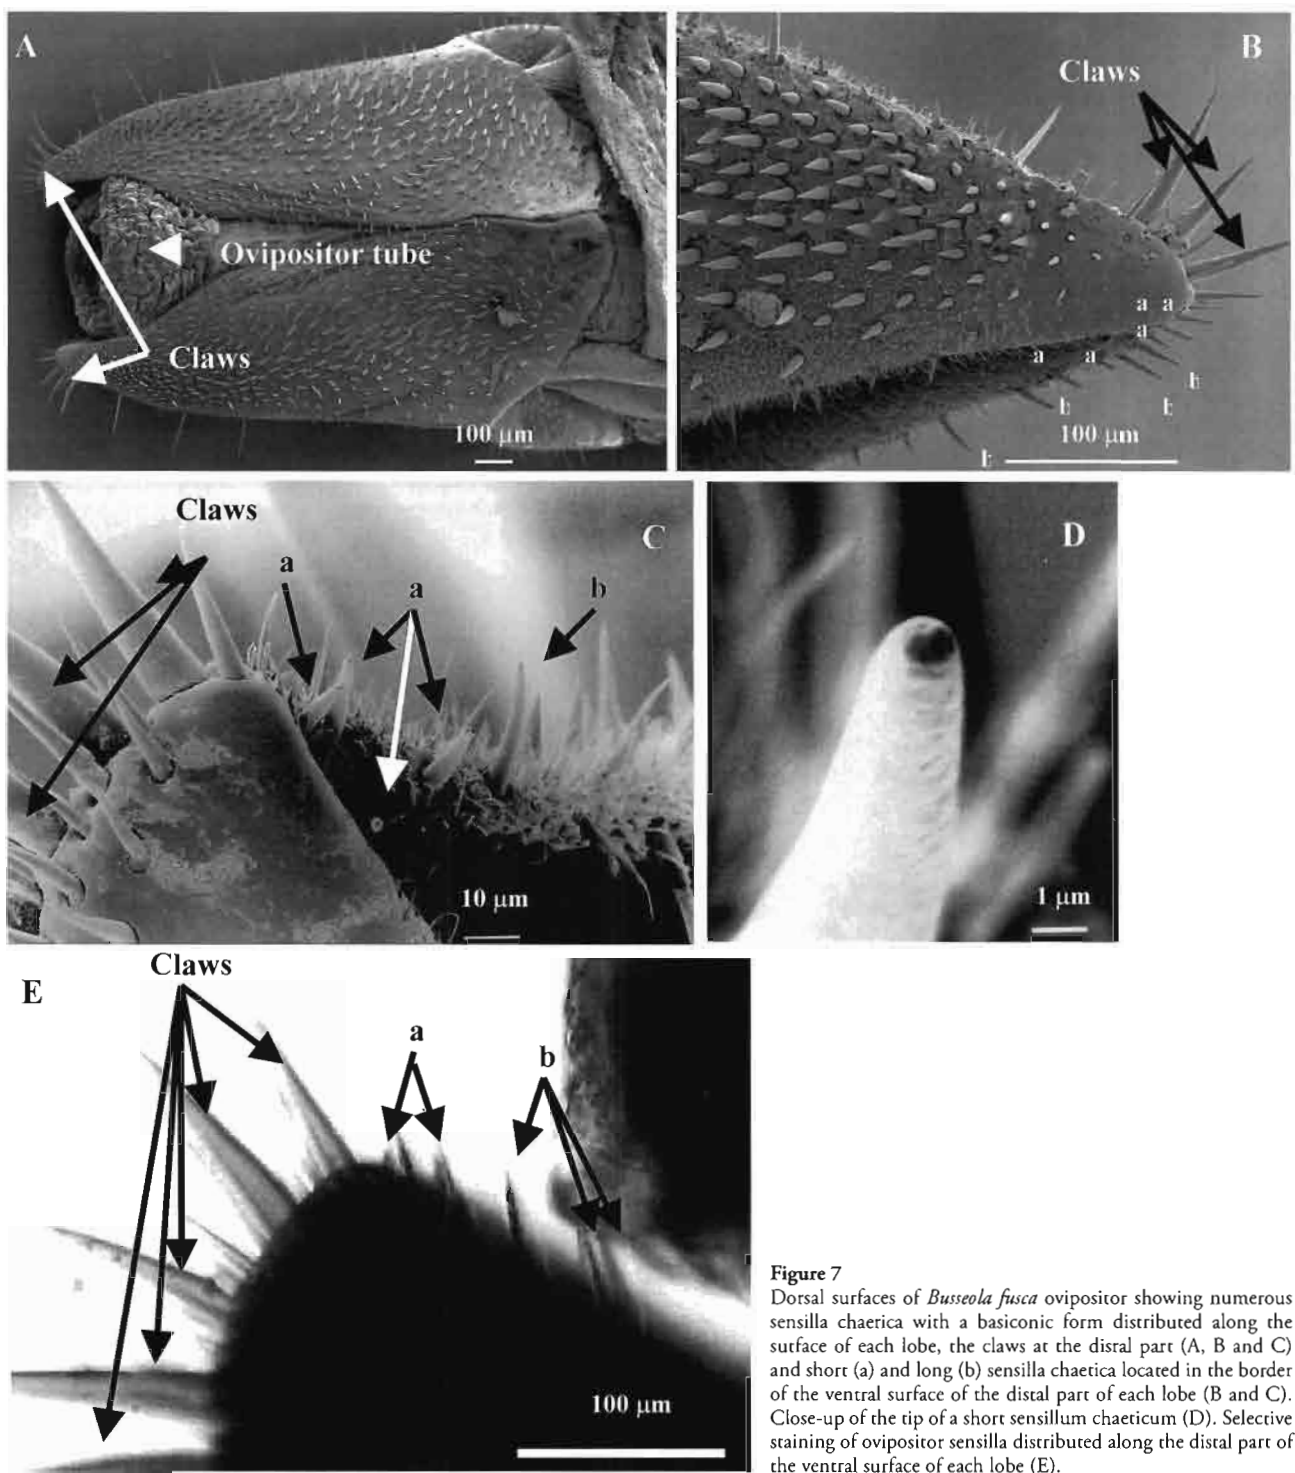 A
Ovipositor tube
Claws
100 µm
B
Claws
a a
a
a a
b
b b
100 µm
b
Claws
C
a
a
b
10 µm
D
1 µm
Claws
E
a
b
100 µm
Figure 7
Dorsal surfaces of Busseola fusca ovipositor showing numerous
sensilla chaetica with a basiconic form distributed along the
surface of each lobe, the claws at the distal part (A, B and C)
and short (a) and long (b) sensilla chaetica located in the border
of the ventral surface of the distal part of each lobe (B and C).
Close-up of the tip of a short sensillum chaeticum (D). Selective
staining of ovipositor sensilla distributed along the distal part of
the ventral surface of each lobe (E).